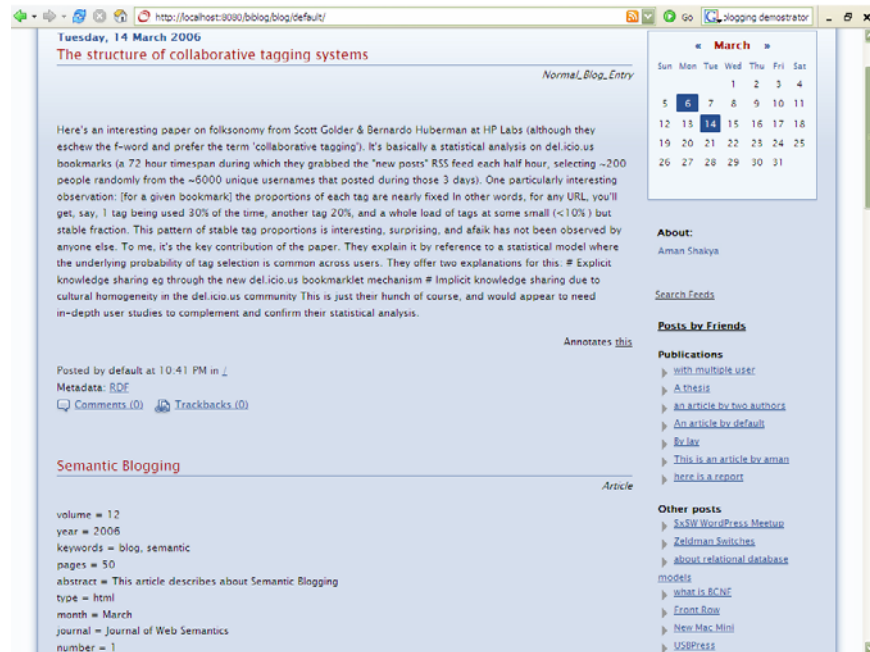 http://localhost:8080/biblog/blog/default/
Go
blogging demostrator
Tuesday, 14 March 2006
The structure of collaborative tagging systems
Normal_Blog_Entry
Here's an interesting paper on folksonomy from Scott Golder & Bernardo Huberman at HP Labs (although they
eschew the f-word and prefer the term 'collaborative tagging'). It's basically a statistical analysis on del.icio.us
bookmarks (a 72 hour timespan during which they grabbed the "new posts" RSS feed each half hour, selecting ~200
people randomly from the ~6000 unique usernames that posted during those 3 days). One particularly interesting
observation: [for a given bookmark] the proportions of each tag are nearly fixed In other words, for any URL, you'll
get, say, 1 tag being used 30% of the time, another tag 20%, and a whole load of tags at some small (<10% ) but
stable fraction. This pattern of stable tag proportions is interesting, surprising, and afaik has not been observed by
anyone else. To me, it's the key contribution of the paper. They explain it by reference to a statistical model where
the underlying probability of tag selection is common across users. They offer two explanations for this: # Explicit
knowledge sharing eg through the new del.icio.us bookmarklet mechanism # Implicit knowledge sharing due to
cultural homogeneity in the del.icio.us community This is just their hunch of course, and would appear to need
in-depth user studies to complement and confirm their statistical analysis.
Annotates this
Posted by default at 10:41 PM in /
Metadata: RDF
Comments (0) Trackbacks (0)
Semantic Blogging
Article
volume = 12
year = 2006
keywords = blog, semantic
pages = 50
abstract = This article describes about Semantic Blogging
type = html
month = March
journal = Journal of Web Semantics
number = 1
« March »
Sun Mon Tue Wed Thu Fri Sat
1 2 3 4
5 6 7 8 9 10 11
12 13 14 15 16 17 18
19 20 21 22 23 24 25
26 27 28 29 30 31
About:
Aman Shakya
Search Feeds
Posts by Friends
Publications
with multiple user
A thesis
an article by two authors
An article by default
By Jay
This is an article by aman
here is a report
Other posts
SxSW WordPress Meetup
Zeldman Switches
about relational database
models
what is BCNF
Front Row
New Mac Mini
USBPress